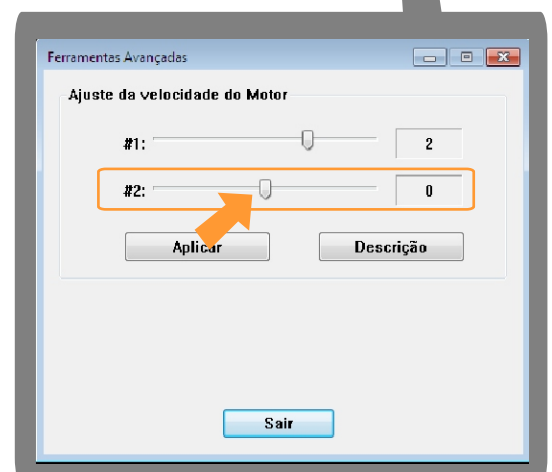 Ferramentas Avançadas
Ajuste da velocidade do Motor
#1: 2
#2: 0
Aplicar Descrição
Sair